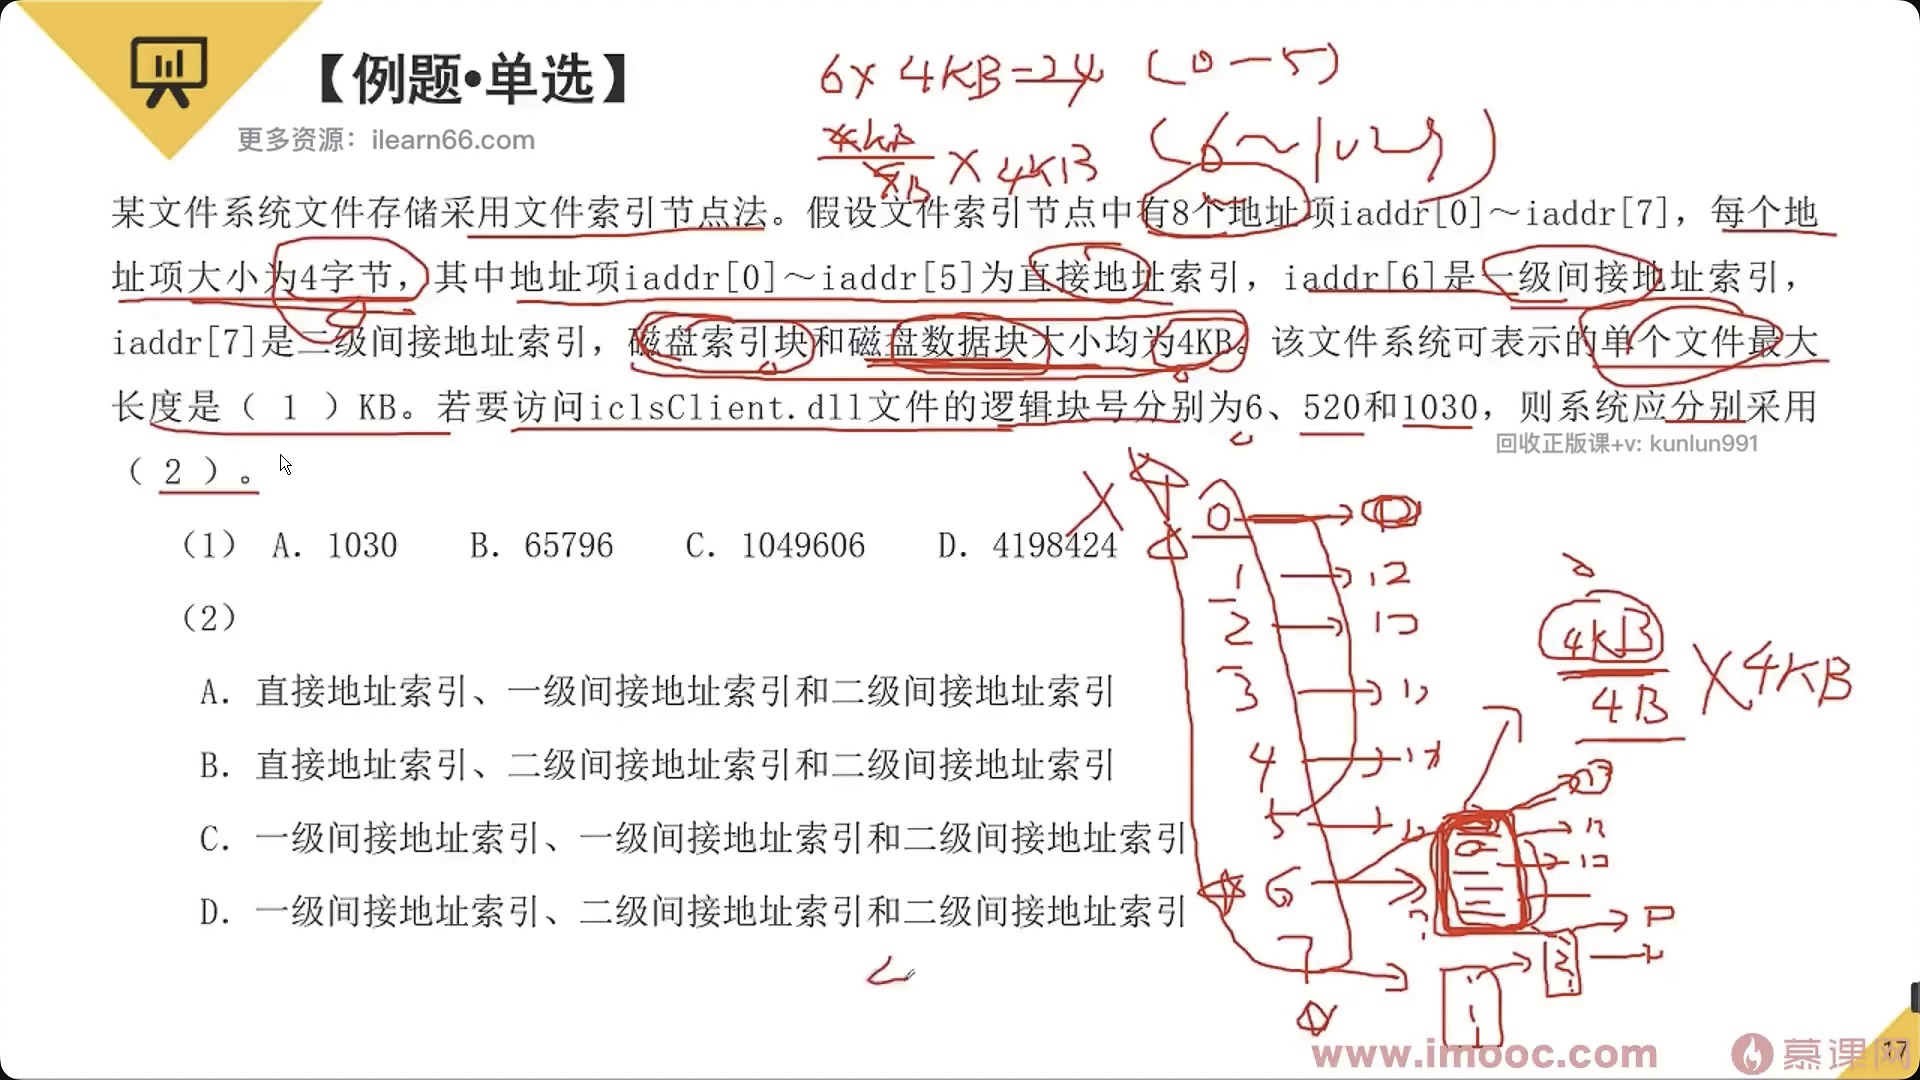 【例题•单选】
6×4KB=24 (0-5)
更多资源：ilearn66.com
4KB ×4KB (6~1029)
某文件系统文件存储采用文件索引节点法。假设文件索引节点中有8个地址项iaddr[0]～iaddr[7]，每个地
址项大小为4字节，其中地址项iaddr[0]～iaddr[5]为直接地址索引，iaddr[6]是一级间接地址索引，
iaddr[7]是二级间接地址索引，磁盘索引块和磁盘数据块大小均为4KB。该文件系统可表示的单个文件最大
长度是（ 1 ）KB。若要访问iclsClient.dll文件的逻辑块号分别为6、520和1030，则系统应分别采用
回收正版课+v: kunlun991
（ 2 ）。
（1） A. 1030 B. 65796 C. 1049606 D. 4198424
（2）
A. 直接地址索引、一级间接地址索引和二级间接地址索引
B. 直接地址索引、二级间接地址索引和二级间接地址索引
C. 一级间接地址索引、一级间接地址索引和二级间接地址索引
D. 一级间接地址索引、二级间接地址索引和二级间接地址索引
0
1
2
3
4
5
6
7
4KB
4B
×4KB
www.imooc.com
慕课网
17